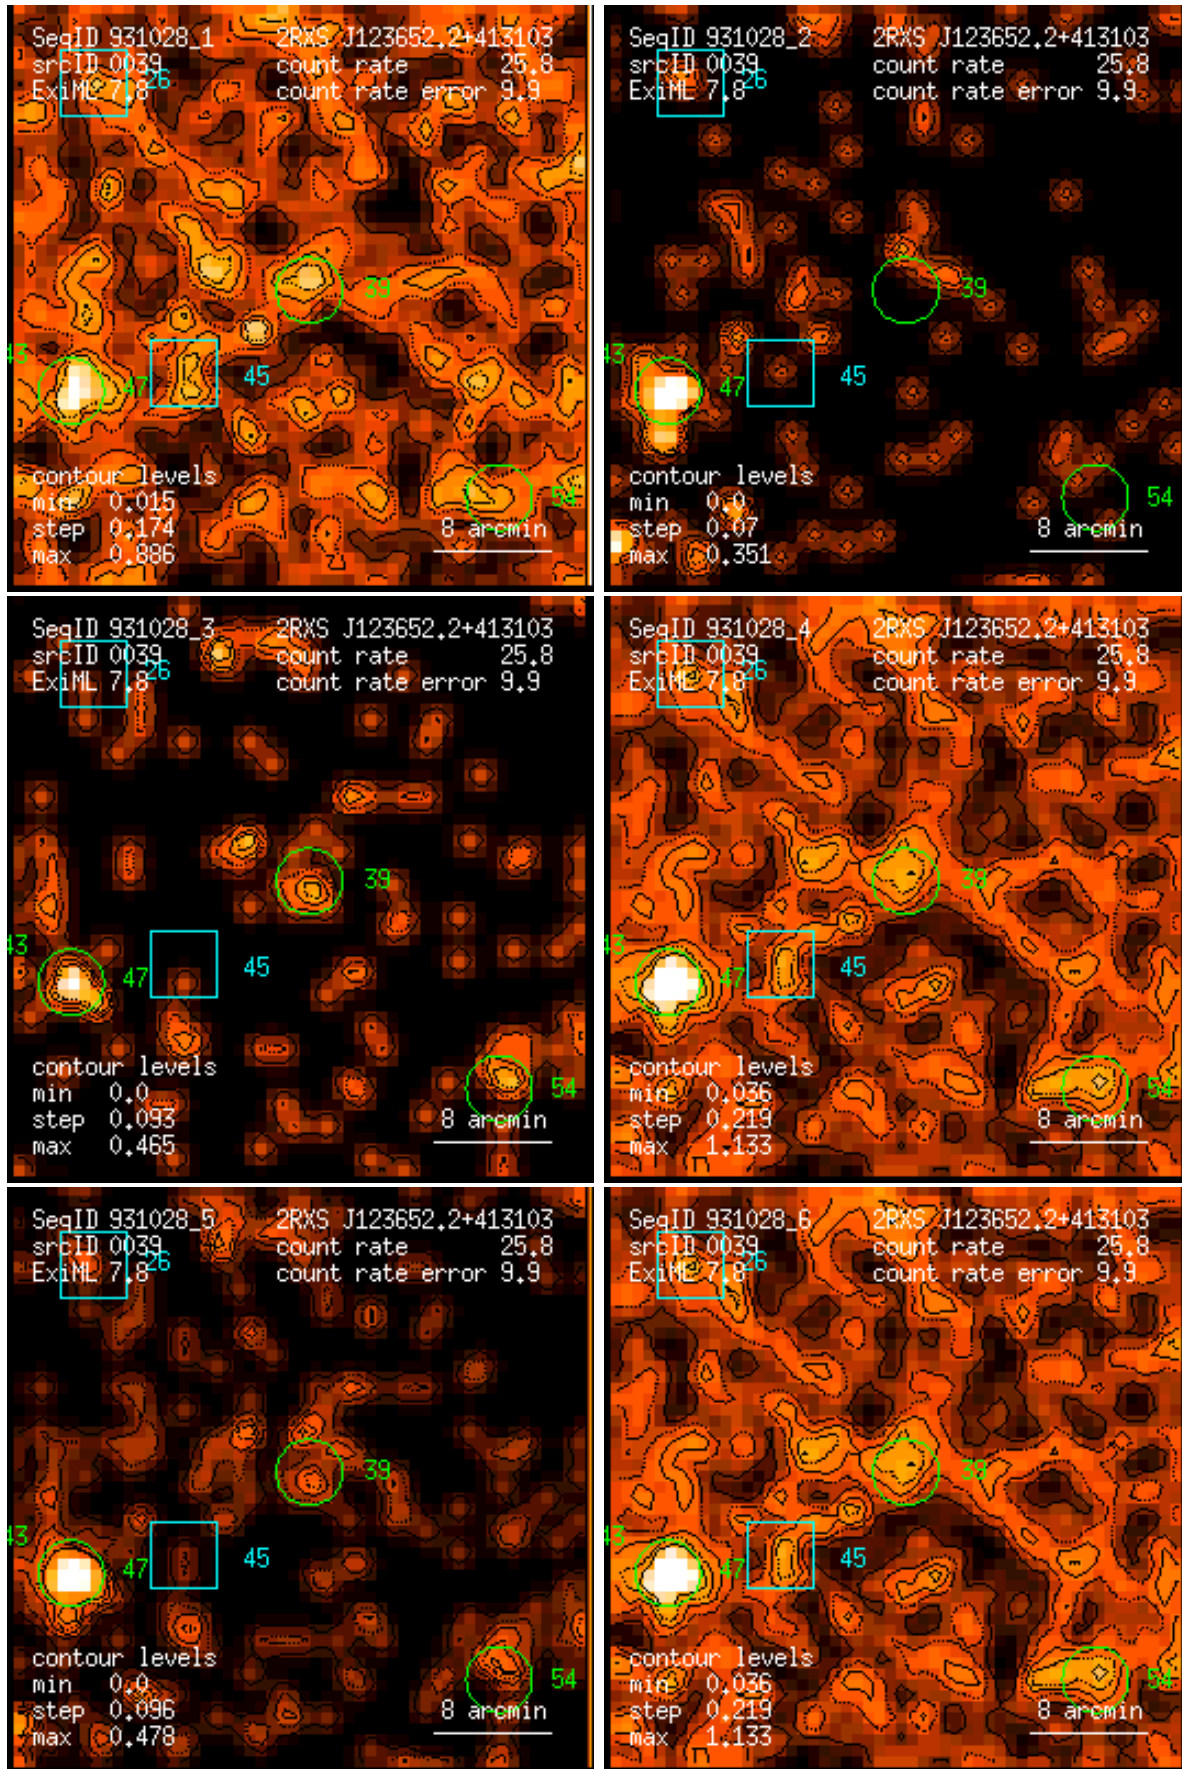 SeqID 931028_1 2RXS J123652.2+413103
srcID 0039 26 count rate 25.8
ExiML 7.8 count rate error 9.9
39
43
47 45
contour levels
min 0.015 54
step 0.174 8 arcmin
max 0.886
SeqID 931028_2 2RXS J123652.2+413103
srcID 0039 26 count rate 25.8
ExiML 7.8 count rate error 9.9
39
43
47 45
contour levels
min 0.0 54
step 0.07 8 arcmin
max 0.351
SeqID 931028_3 2RXS J123652.2+413103
srcID 0039 26 count rate 25.8
ExiML 7.8 count rate error 9.9
39
43
47 45
contour levels
min 0.0 54
step 0.093 8 arcmin
max 0.465
SeqID 931028_4 2RXS J123652.2+413103
srcID 0039 26 count rate 25.8
ExiML 7.8 count rate error 9.9
39
43
47 45
contour levels
min 0.036 54
step 0.219 8 arcmin
max 1.133
SeqID 931028_5 2RXS J123652.2+413103
srcID 0039 26 count rate 25.8
ExiML 7.8 count rate error 9.9
39
43
47 45
contour levels
min 0.0 54
step 0.096 8 arcmin
max 0.478
SeqID 931028_6 2RXS J123652.2+413103
srcID 0039 26 count rate 25.8
ExiML 7.8 count rate error 9.9
39
43
47 45
contour levels
min 0.036 54
step 0.219 8 arcmin
max 1.133